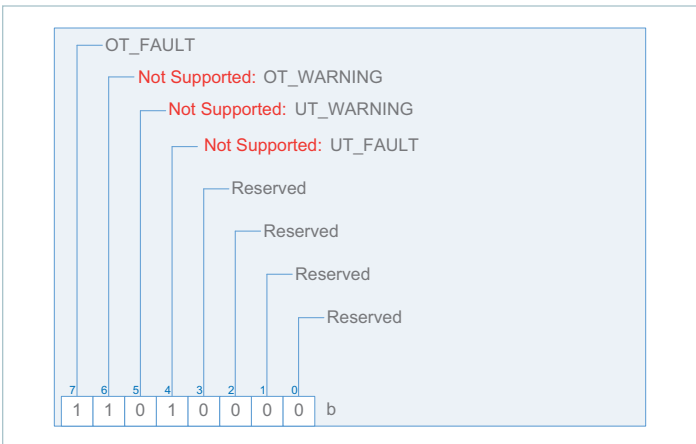 OT_FAULT
Not Supported: OT_WARNING
Not Supported: UT_WARNING
Not Supported: UT_FAULT
Reserved
Reserved
Reserved
Reserved
7 6 5 4 3 2 1 0
1 1 0 1 0 0 0 0 b